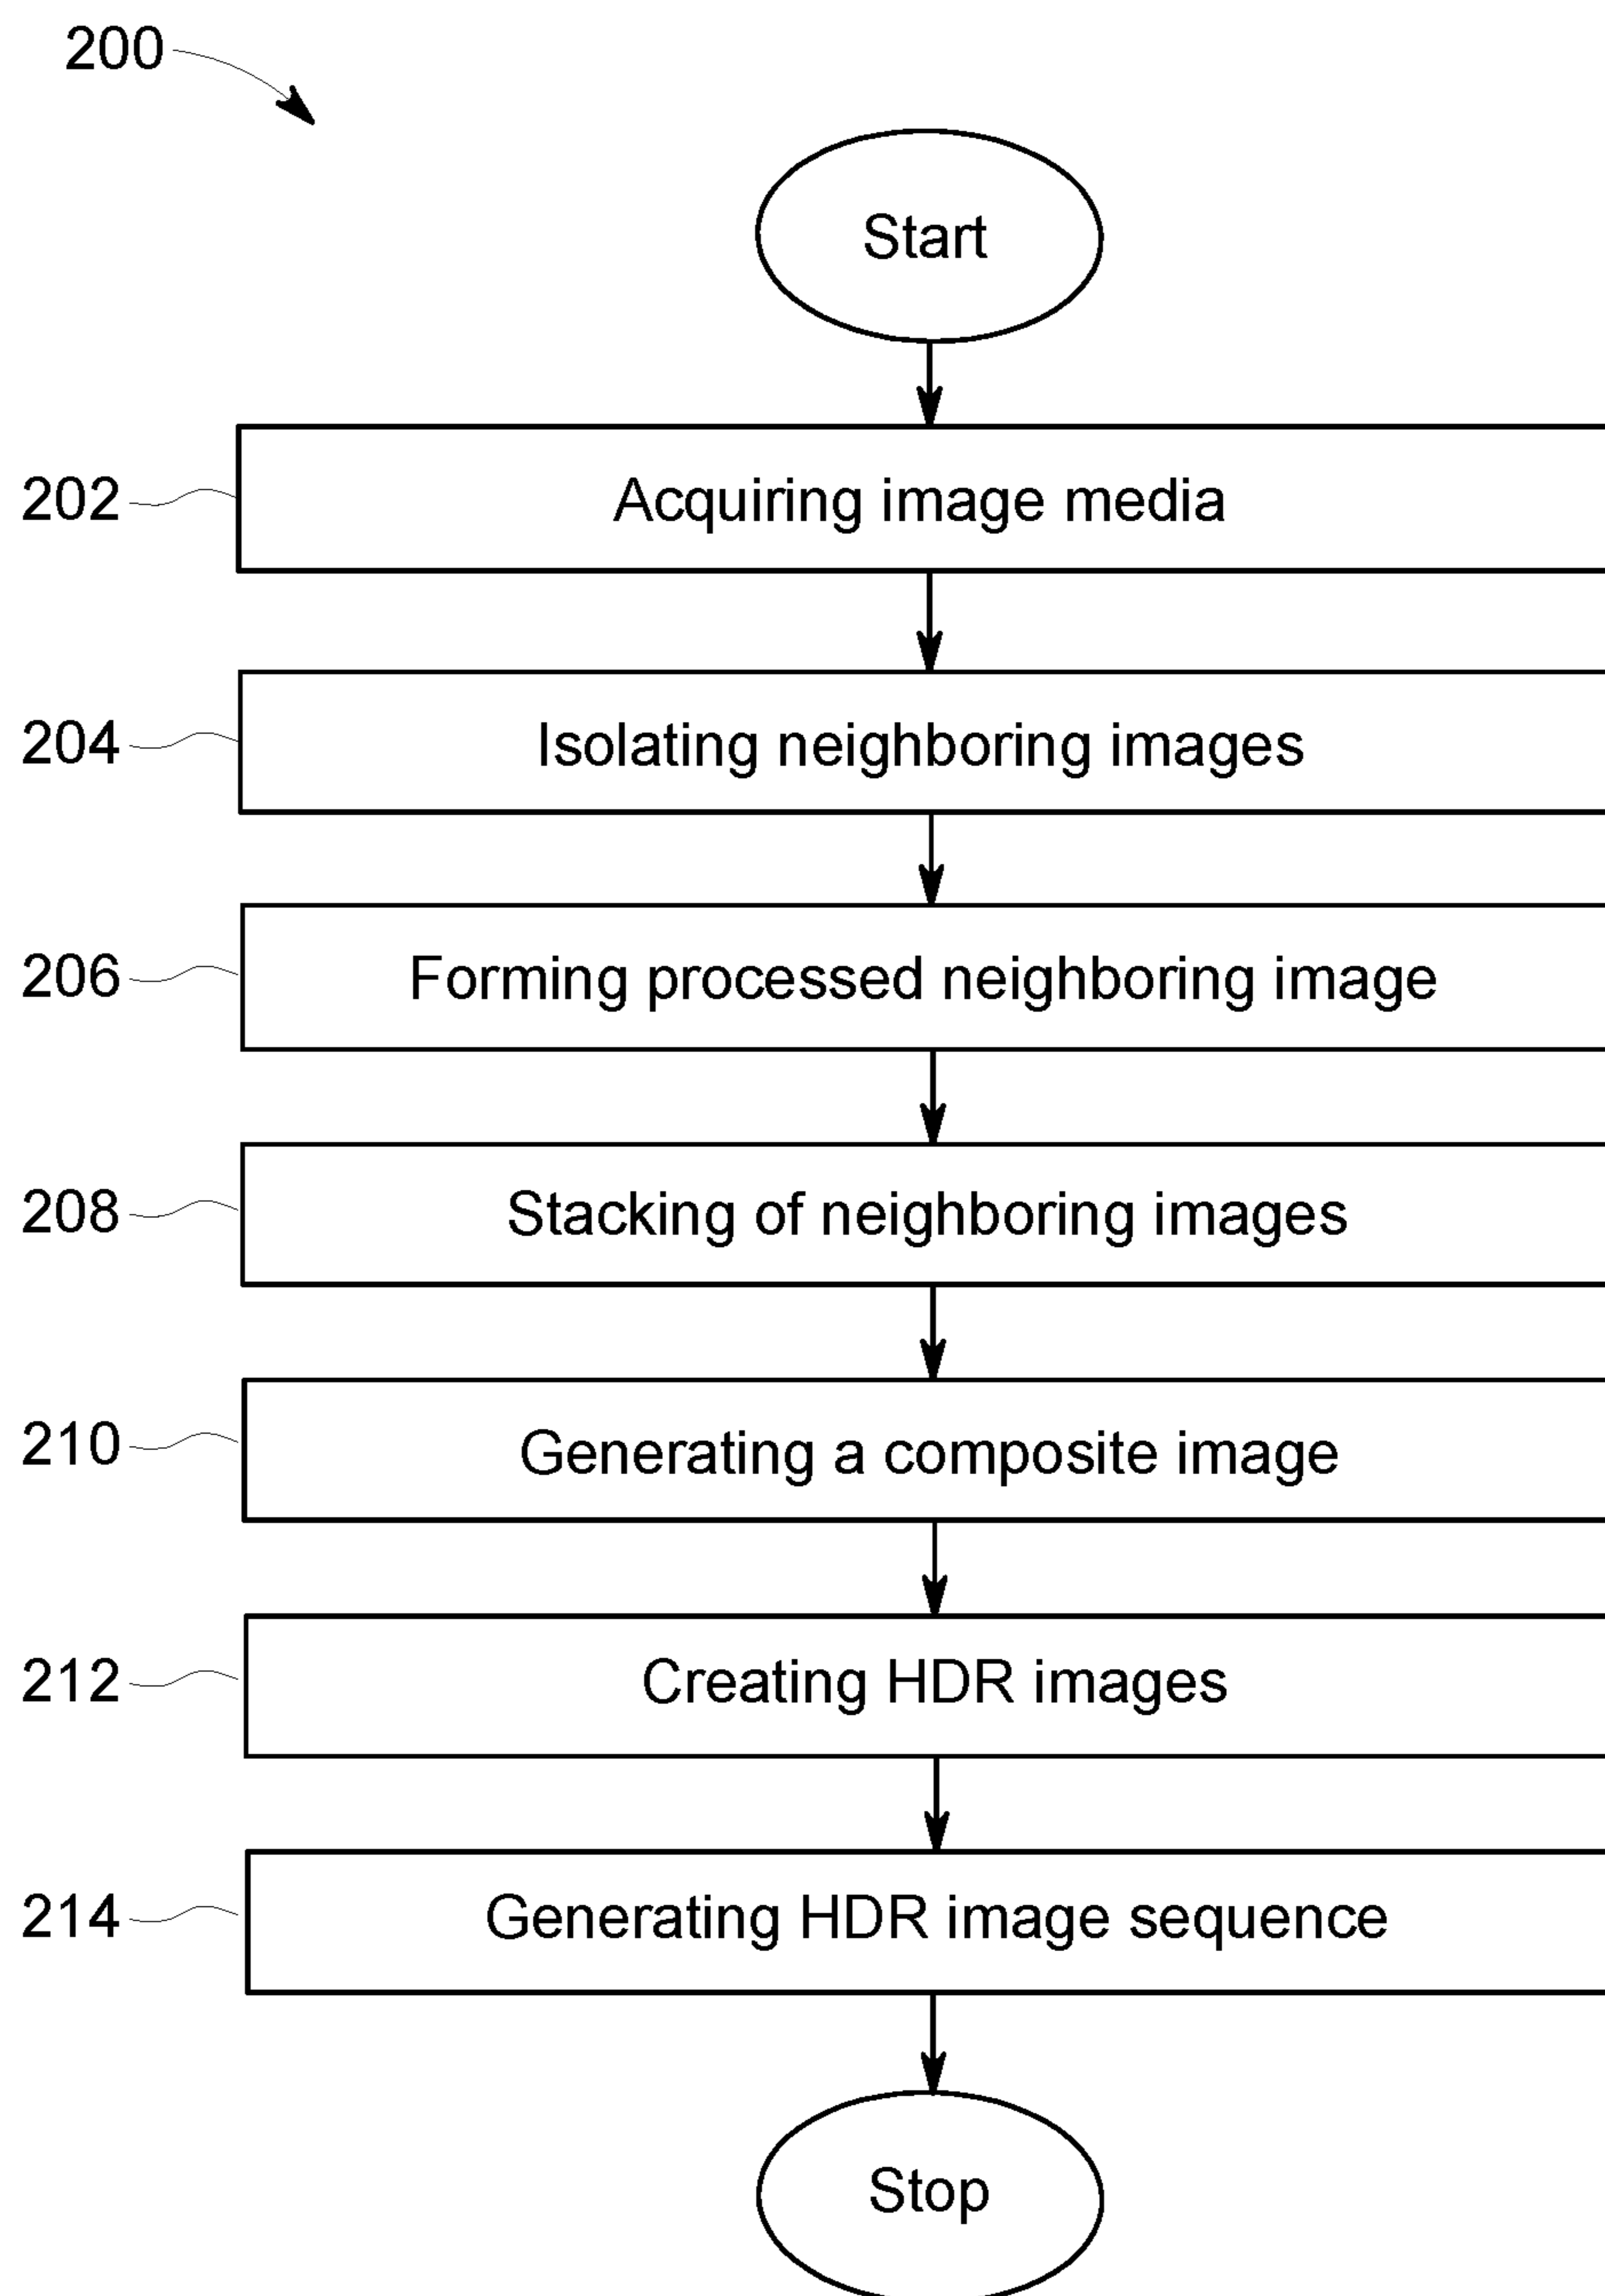 200
Start
202 Acquiring image media
204 Isolating neighboring images
206 Forming processed neighboring image
208 Stacking of neighboring images
210 Generating a composite image
212 Creating HDR images
214 Generating HDR image sequence
Stop